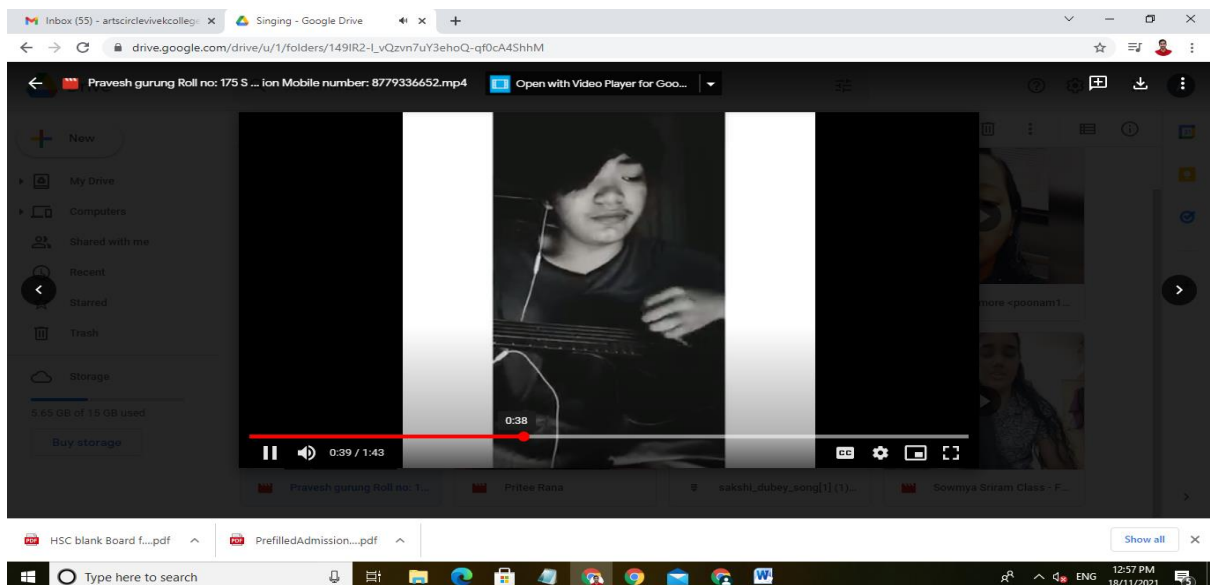 Inbox (55) - artscirclevivekcollege
Singing - Google Drive
drive.google.com/drive/u/1/folders/149IR2-I_vQzvn7uY3ehoQ-qf0cA4ShhM
Pravesh gurung Roll no: 175 S ... ion Mobile number: 8779336652.mp4
Open with Video Player for Goo...
New
My Drive
Computers
Shared with me
Recent
Starred
Trash
Storage
5.65 GB of 15 GB used
Buy storage
more <poonam1...
0:38
0:39 / 1:43
CC
Pravesh gurung Roll no: 1...
Pritee Rana
sakshi_dubey_song[1] (1)...
Sowmya Sriram Class - F...
HSC blank Board f....pdf
PrefilledAdmission....pdf
Show all
Type here to search
ENG
12:57 PM
18/11/2021